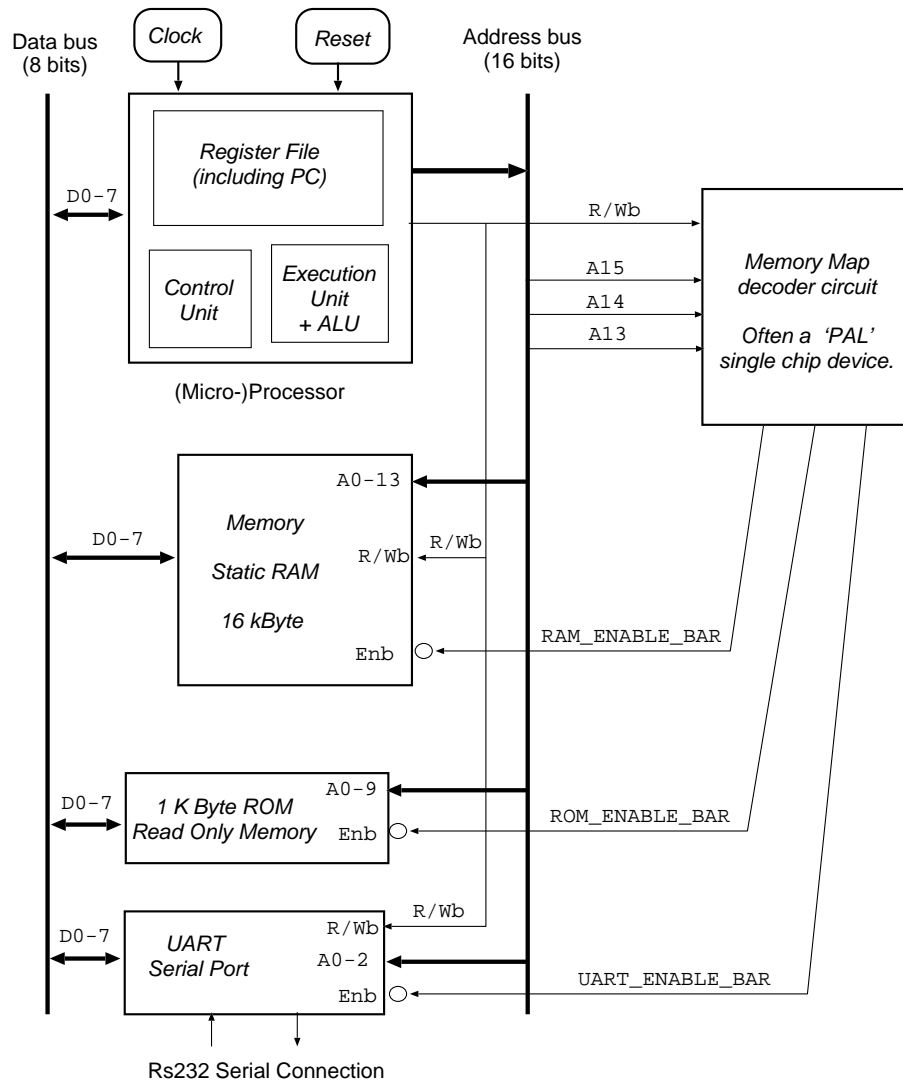 Data bus
(8 bits)
Clock
Reset
Address bus
(16 bits)
Register File
(including PC)
D0-7
Control
Unit
Execution
Unit
+ ALU
(Micro-)Processor
R/Wb
A15
A14
A13
Memory Map
decoder circuit
Often a 'PAL'
single chip device.
A0-13
Memory
Static RAM
16 kByte
D0-7
R/Wb
R/Wb
Enb
RAM_ENABLE_BAR
A0-9
1 K Byte ROM
Read Only Memory
D0-7
Enb
ROM_ENABLE_BAR
R/Wb
R/Wb
D0-7
UART
Serial Port
A0-2
Enb
UART_ENABLE_BAR
Rs232 Serial Connection